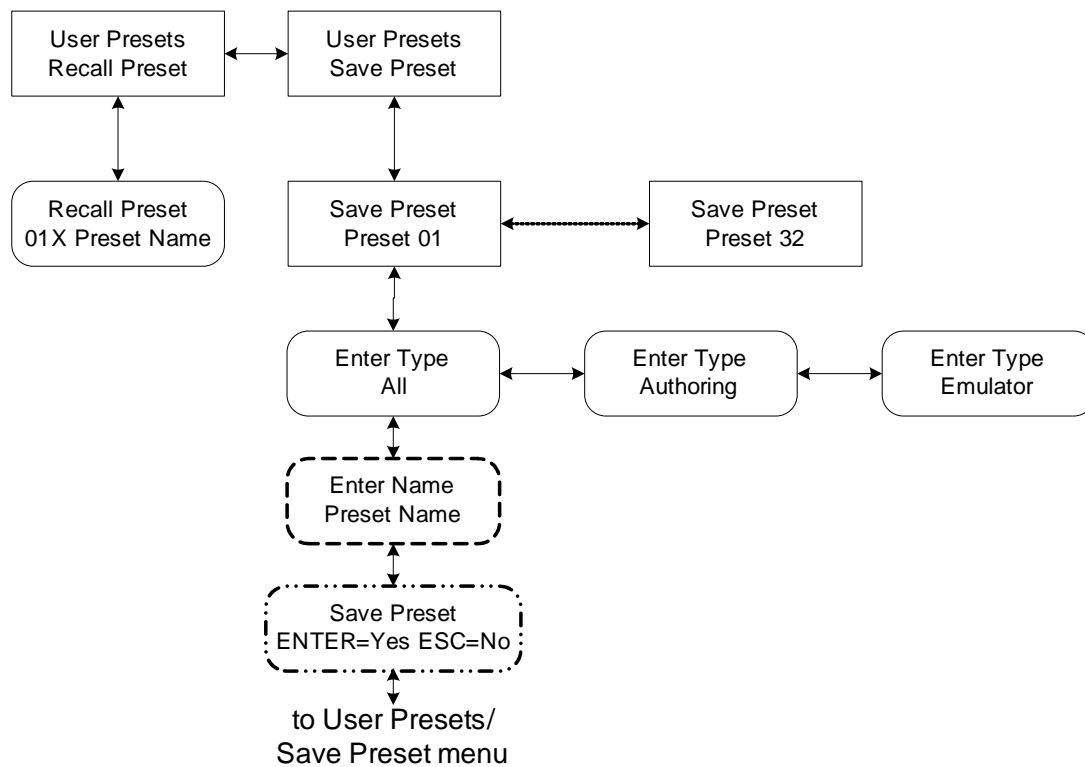 User Presets
Recall Preset
User Presets
Save Preset
Recall Preset
01X Preset Name
Save Preset
Preset 01
Save Preset
Preset 32
Enter Type
All
Enter Type
Authoring
Enter Type
Emulator
Enter Name
Preset Name
Save Preset
ENTER=Yes ESC=No
to User Presets/
Save Preset menu